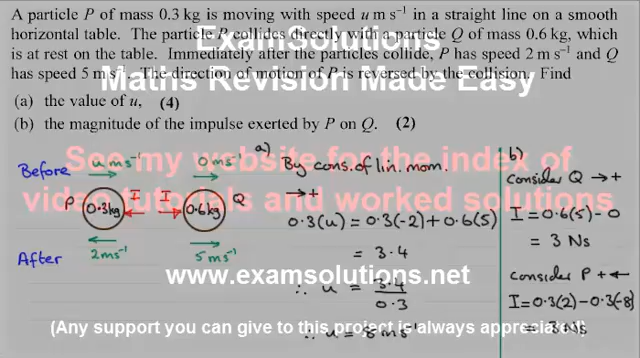 A particle P of mass 0.3 kg is moving with speed u m s⁻¹ in a straight line on a smooth
horizontal table. The particle P collides directly with a particle Q of mass 0.6 kg, which
is at rest on the table. Immediately after the particles collide, P has speed 2 m s⁻¹ and Q
has speed 5 m s⁻¹. The direction of motion of P is reversed by the collision. Find
(a) the value of u, (4)
(b) the magnitude of the impulse exerted by P on Q. (2)
ExamSolutions
Maths Revision Made Easy
See my website for the index of
video tutorials and worked solutions
www.examsolutions.net
(Any support you can give to this project is always appreciated)
Before
u ms⁻¹
0 ms⁻¹
P
0.3kg
I
I
0.6kg
Q
After
2ms⁻¹
5 ms⁻¹
a)
By cons. of lin. mom.
→+
0.3(u) = 0.3(-2) + 0.6(5)
= 3.4
∴ u = 3.4
0.3
∴ u = 8 ms⁻¹
b)
consider Q → +
I = 0.6(5) - 0
= 3 Ns
consider P + ←
I = 0.3(2) - 0.3(-8)
= 3 Ns